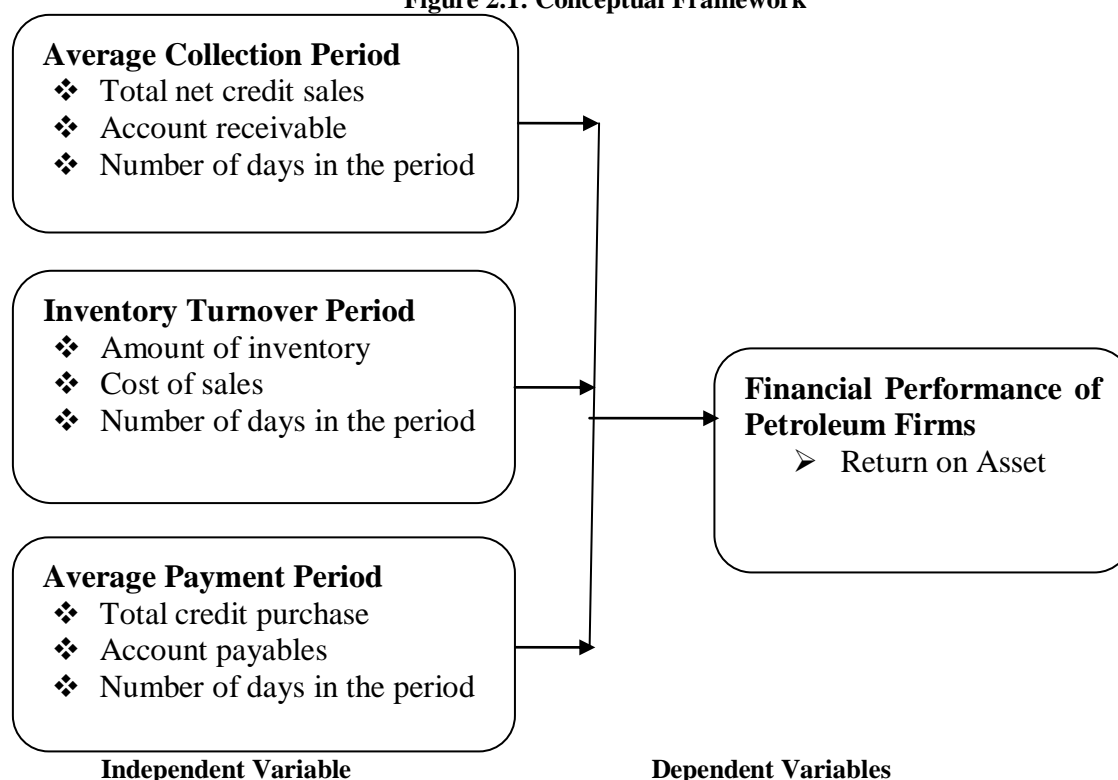 Figure 2.1: Conceptual Framework
Average Collection Period
❖ Total net credit sales
❖ Account receivable
❖ Number of days in the period
Inventory Turnover Period
❖ Amount of inventory
❖ Cost of sales
❖ Number of days in the period
Financial Performance of
Petroleum Firms
➢ Return on Asset
Average Payment Period
❖ Total credit purchase
❖ Account payables
❖ Number of days in the period
Independent Variable
Dependent Variables